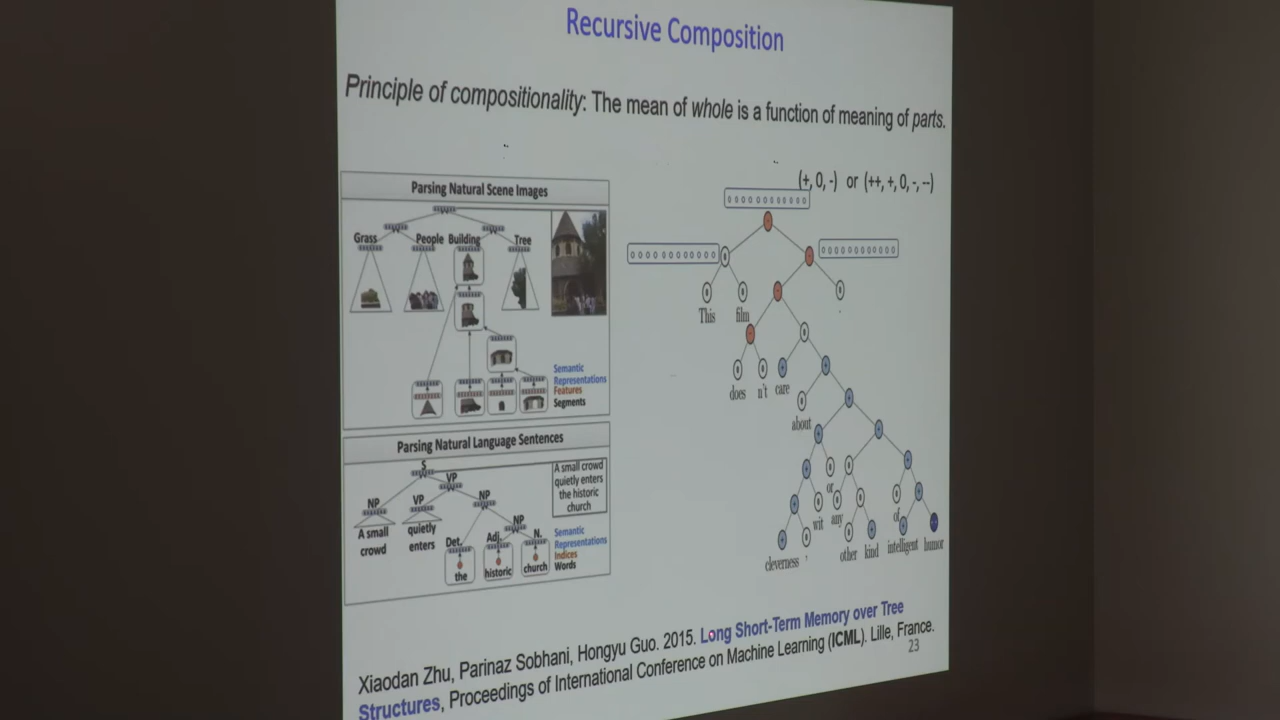 Recursive Composition
Principle of compositionality: The mean of whole is a function of meaning of parts.
Parsing Natural Scene Images
Grass People Building Tree
Semantic
Representations
Features
Segments
Parsing Natural Language Sentences
S
VP
NP VP NP
A small
crowd
quietly
enters
NP
Det. Adj. N.
the historic church
A small crowd
quietly enters
the historic
church
Semantic
Representations
Indices
Words
(+, 0, -) or (++, +, 0, -, --)
This film
does n't care
about
or
wit any of
cleverness , other kind intelligent humor
.
Xiaodan Zhu, Parinaz Sobhani, Hongyu Guo. 2015. Long Short-Term Memory over Tree
Structures, Proceedings of International Conference on Machine Learning (ICML). Lille, France.
23